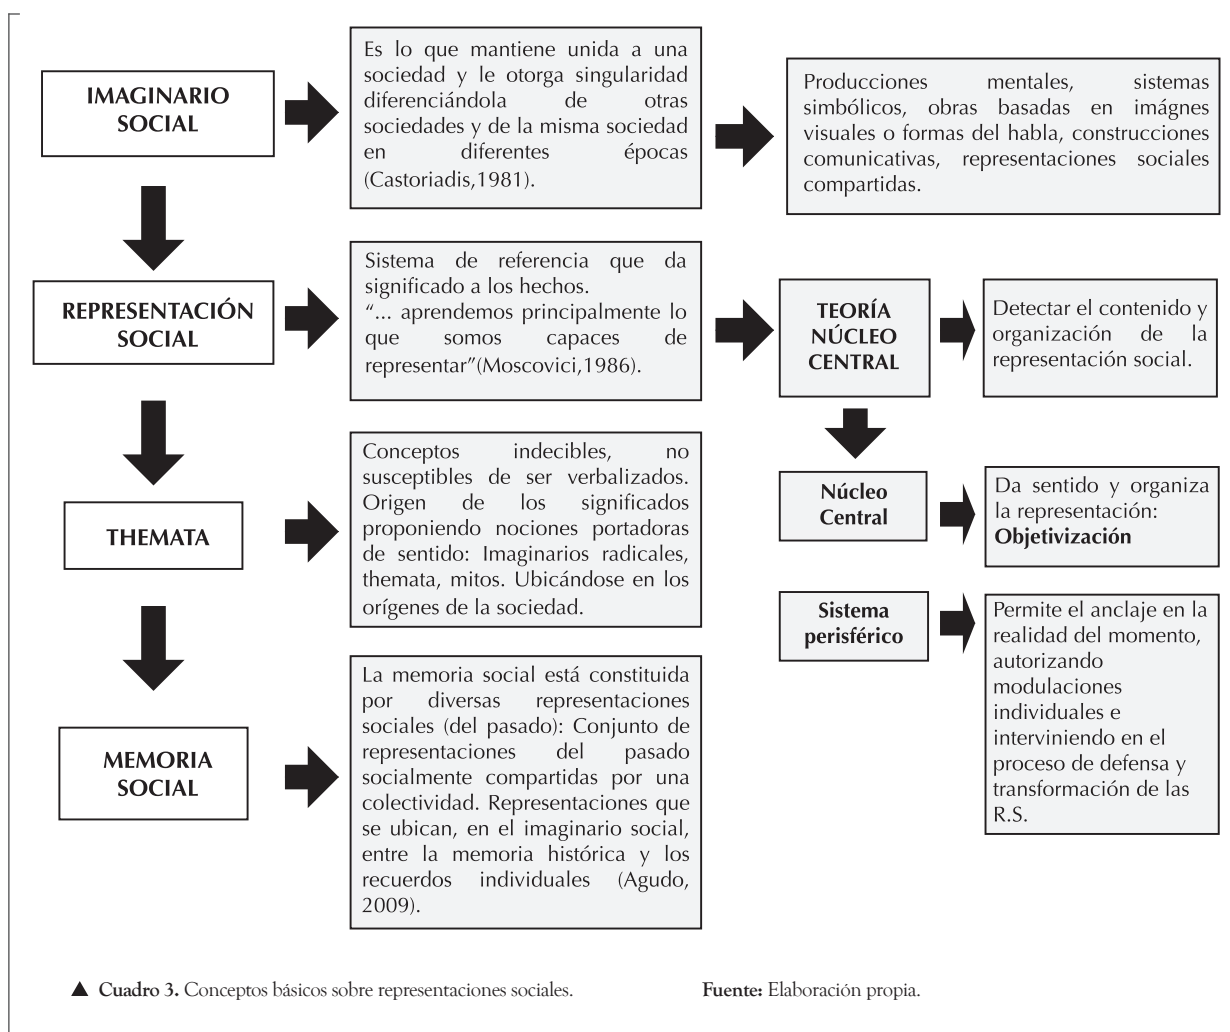 IMAGINARIO
SOCIAL
Es lo que mantiene unida a una
sociedad y le otorga singularidad
diferenciándola de otras
sociedades y de la misma sociedad
en diferentes épocas
(Castoriadis,1981).
Producciones mentales, sistemas
simbólicos, obras basadas en imágnes
visuales o formas del habla, construcciones
comunicativas, representaciones sociales
compartidas.
REPRESENTACIÓN
SOCIAL
Sistema de referencia que da
significado a los hechos.
“... aprendemos principalmente lo
que somos capaces de
representar”(Moscovici,1986).
TEORÍA
NÚCLEO
CENTRAL
Detectar el contenido y
organización de la
representación social.
Núcleo
Central
Da sentido y organiza
la representación:
Objetivización
THEMATA
Conceptos indecibles, no
susceptibles de ser verbalizados.
Origen de los significados
proponiendo nociones portadoras
de sentido: Imaginarios radicales,
themata, mitos. Ubicándose en los
orígenes de la sociedad.
Sistema
perisférico
Permite el anclaje en la
realidad del momento,
autorizando
modulaciones
individuales e
interviniendo en el
proceso de defensa y
transformación de las
R.S.
MEMORIA
SOCIAL
La memoria social está constituida
por diversas representaciones
sociales (del pasado): Conjunto de
representaciones del pasado
socialmente compartidas por una
colectividad. Representaciones que
se ubican, en el imaginario social,
entre la memoria histórica y los
recuerdos individuales (Agudo,
2009).
▲ Cuadro 3. Conceptos básicos sobre representaciones sociales.
Fuente: Elaboración propia.